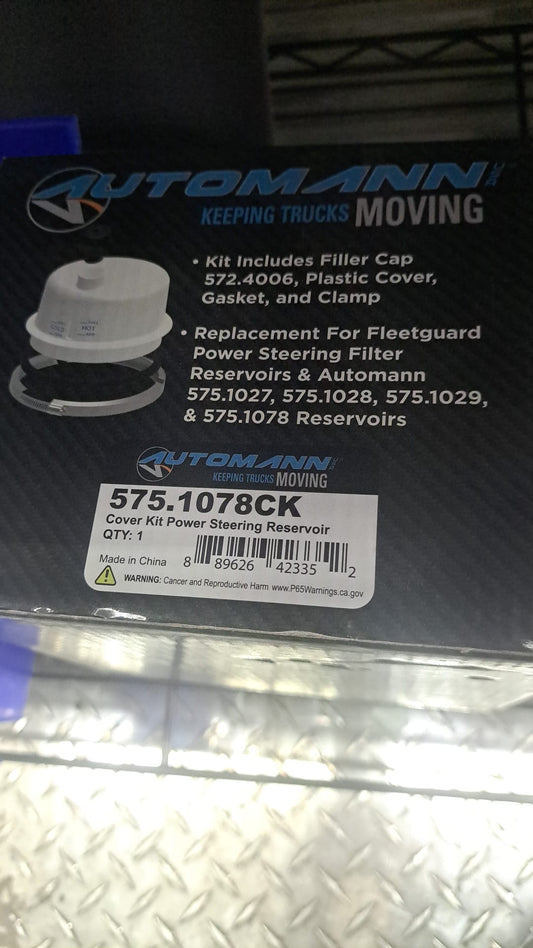 AUTOMANN INC
KEEPING TRUCKS MOVING
• Kit Includes Filler Cap
572.4006, Plastic Cover,
Gasket, and Clamp
• Replacement For Fleetguard
Power Steering Filter
Reservoirs & Automann
575.1027, 575.1028, 575.1029,
& 575.1078 Reservoirs
COLD HOT
AUTOMANN INC
KEEPING TRUCKS MOVING
575.1078CK
Cover Kit Power Steering Reservoir
QTY: 1
Made in China
8 89626 42335 2
WARNING: Cancer and Reproductive Harm www.P65Warnings.ca.gov